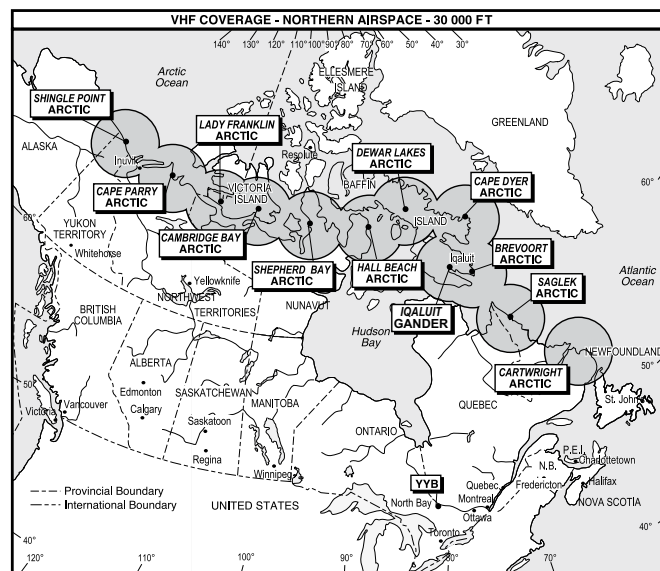 VHF COVERAGE - NORTHERN AIRSPACE - 30 000 FT
140° 130° 120° 110° 100° 90° 80° 70° 60° 50° 40° 30°
Arctic
Ocean
ELLESMERE
ISLAND
SHINGLE POINT
ARCTIC
LADY FRANKLIN
ARCTIC
GREENLAND
DEWAR LAKES
ARCTIC
ALASKA
Inuvik
Resolute
CAPE PARRY
ARCTIC
VICTORIA
ISLAND
BAFFIN
CAPE DYER
ARCTIC
60°
60°
ISLAND
YUKON
TERRITORY
Whitehorse
CAMBRIDGE BAY
ARCTIC
SHEPHERD BAY
ARCTIC
HALL BEACH
ARCTIC
Iqaluit
BREVOORT
ARCTIC
SAGLEK
ARCTIC
Atlantic
Ocean
Yellowknife
NORTHWEST
TERRITORIES
NUNAVUT
IQALUIT
GANDER
BRITISH
COLUMBIA
Hudson
Bay
NEWFOUNDLAND
50°
ALBERTA
CARTWRIGHT
ARCTIC
50°
Edmonton
SASKATCHEWAN
MANITOBA
QUEBEC
St. John's
Vancouver
Victoria
Calgary
Saskatoon
ONTARIO
Regina
Winnipeg
P.E.I.
Charlottetown
N.B.
YYB
Quebec
Fredericton
Halifax
North Bay
Montreal
NOVA SCOTIA
Provincial Boundary
International Boundary
UNITED STATES
Ottawa
Toronto
40°
40°
120° 110° 100° 90° 80° 70° 60°